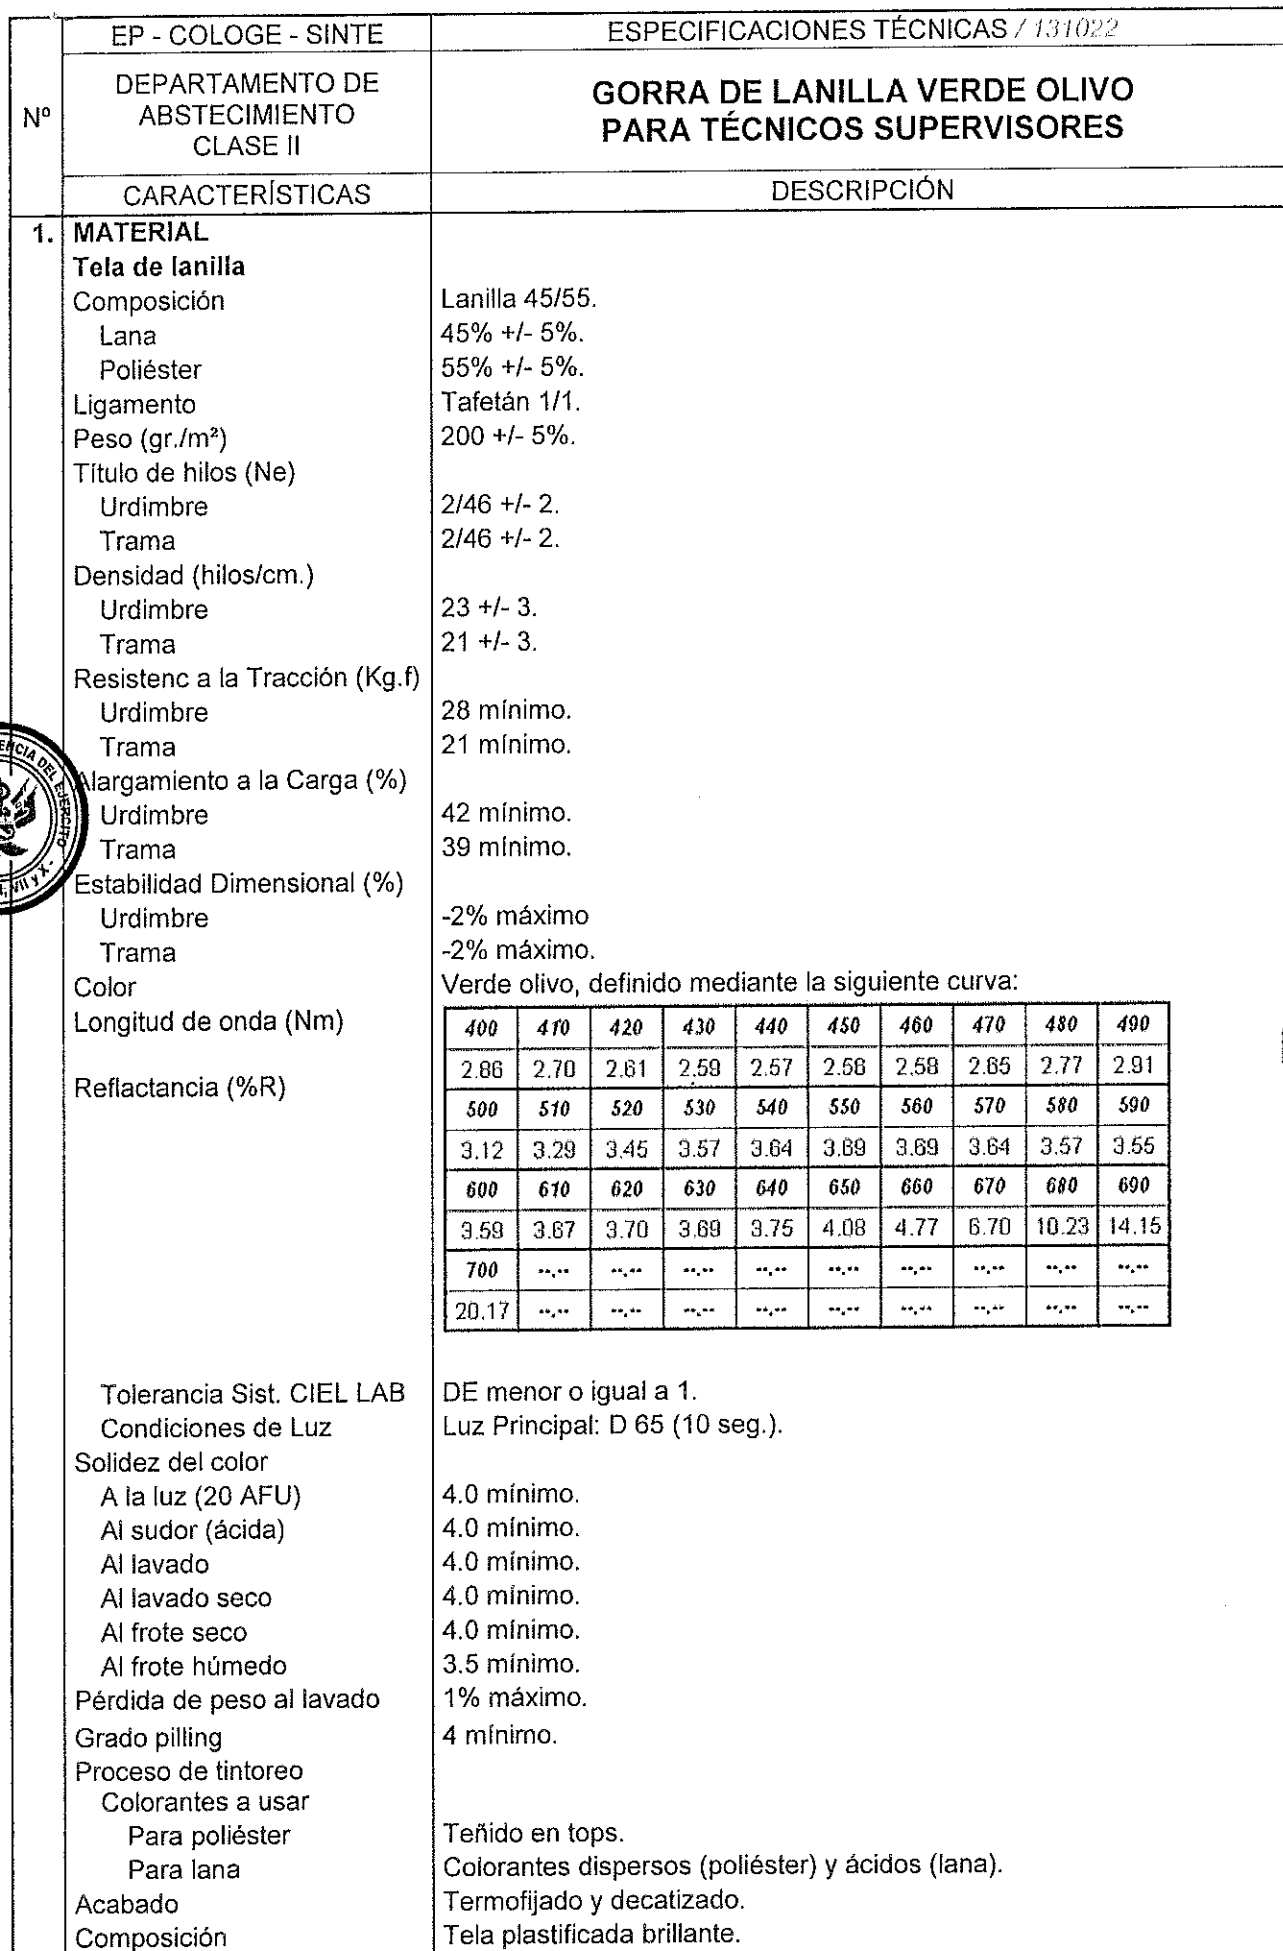 EP - COLOGE - SINTE ESPECIFICACIONES TÉCNICAS / 131022
Nº
DEPARTAMENTO DE
ABSTECIMIENTO
CLASE II
GORRA DE LANILLA VERDE OLIVO
PARA TÉCNICOS SUPERVISORES
CARACTERÍSTICAS DESCRIPCIÓN
1. MATERIAL
Tela de lanilla
Composición Lanilla 45/55.
Lana 45% +/- 5%.
Poliéster 55% +/- 5%.
Ligamento Tafetán 1/1.
Peso (gr./m²) 200 +/- 5%.
Título de hilos (Ne)
Urdimbre 2/46 +/- 2.
Trama 2/46 +/- 2.
Densidad (hilos/cm.)
Urdimbre 23 +/- 3.
Trama 21 +/- 3.
Resistenc a la Tracción (Kg.f)
Urdimbre 28 mínimo.
Trama 21 mínimo.
Alargamiento a la Carga (%)
Urdimbre 42 mínimo.
Trama 39 mínimo.
Estabilidad Dimensional (%)
Urdimbre -2% máximo
Trama -2% máximo.
Color Verde olivo, definido mediante la siguiente curva:
Longitud de onda (Nm) 400 410 420 430 440 450 460 470 480 490
Reflactancia (%R) 2.86 2.70 2.61 2.59 2.57 2.56 2.58 2.65 2.77 2.91
500 510 520 530 540 550 560 570 580 590
3.12 3.29 3.45 3.57 3.64 3.69 3.69 3.64 3.57 3.55
600 610 620 630 640 650 660 670 680 690
3.59 3.67 3.70 3.69 3.75 4.08 4.77 6.70 10.23 14.15
700 --.-- --.-- --.-- --.-- --.-- --.-- --.-- --.-- --.--
20.17 --.-- --.-- --.-- --.-- --.-- --.-- --.-- --.-- --.--
Tolerancia Sist. CIEL LAB DE menor o igual a 1.
Condiciones de Luz Luz Principal: D 65 (10 seg.).
Solidez del color
A la luz (20 AFU) 4.0 mínimo.
Al sudor (ácida) 4.0 mínimo.
Al lavado 4.0 mínimo.
Al lavado seco 4.0 mínimo.
Al frote seco 4.0 mínimo.
Al frote húmedo 3.5 mínimo.
Pérdida de peso al lavado 1% máximo.
Grado pilling 4 mínimo.
Proceso de tintoreo
Colorantes a usar
Para poliéster Teñido en tops.
Para lana Colorantes dispersos (poliéster) y ácidos (lana).
Acabado Termofijado y decatizado.
Composición Tela plastificada brillante.
DEL EJERCITO
VII y X